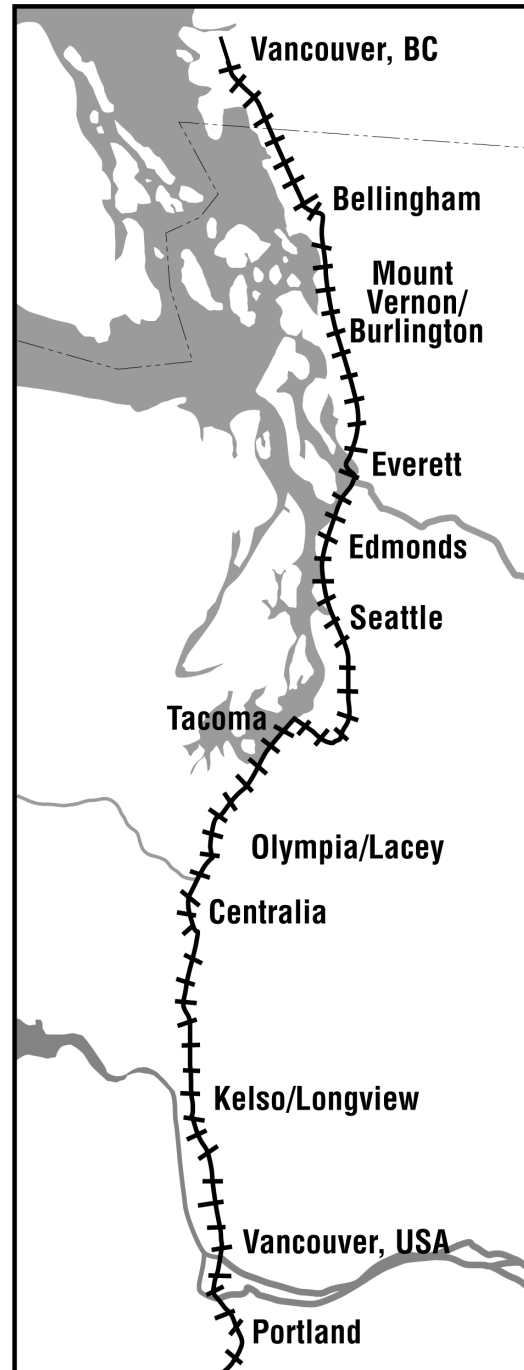 Vancouver, BC
Bellingham
Mount
Vernon/
Burlington
Everett
Edmonds
Seattle
Tacoma
Olympia/Lacey
Centralia
Kelso/Longview
Vancouver, USA
Portland